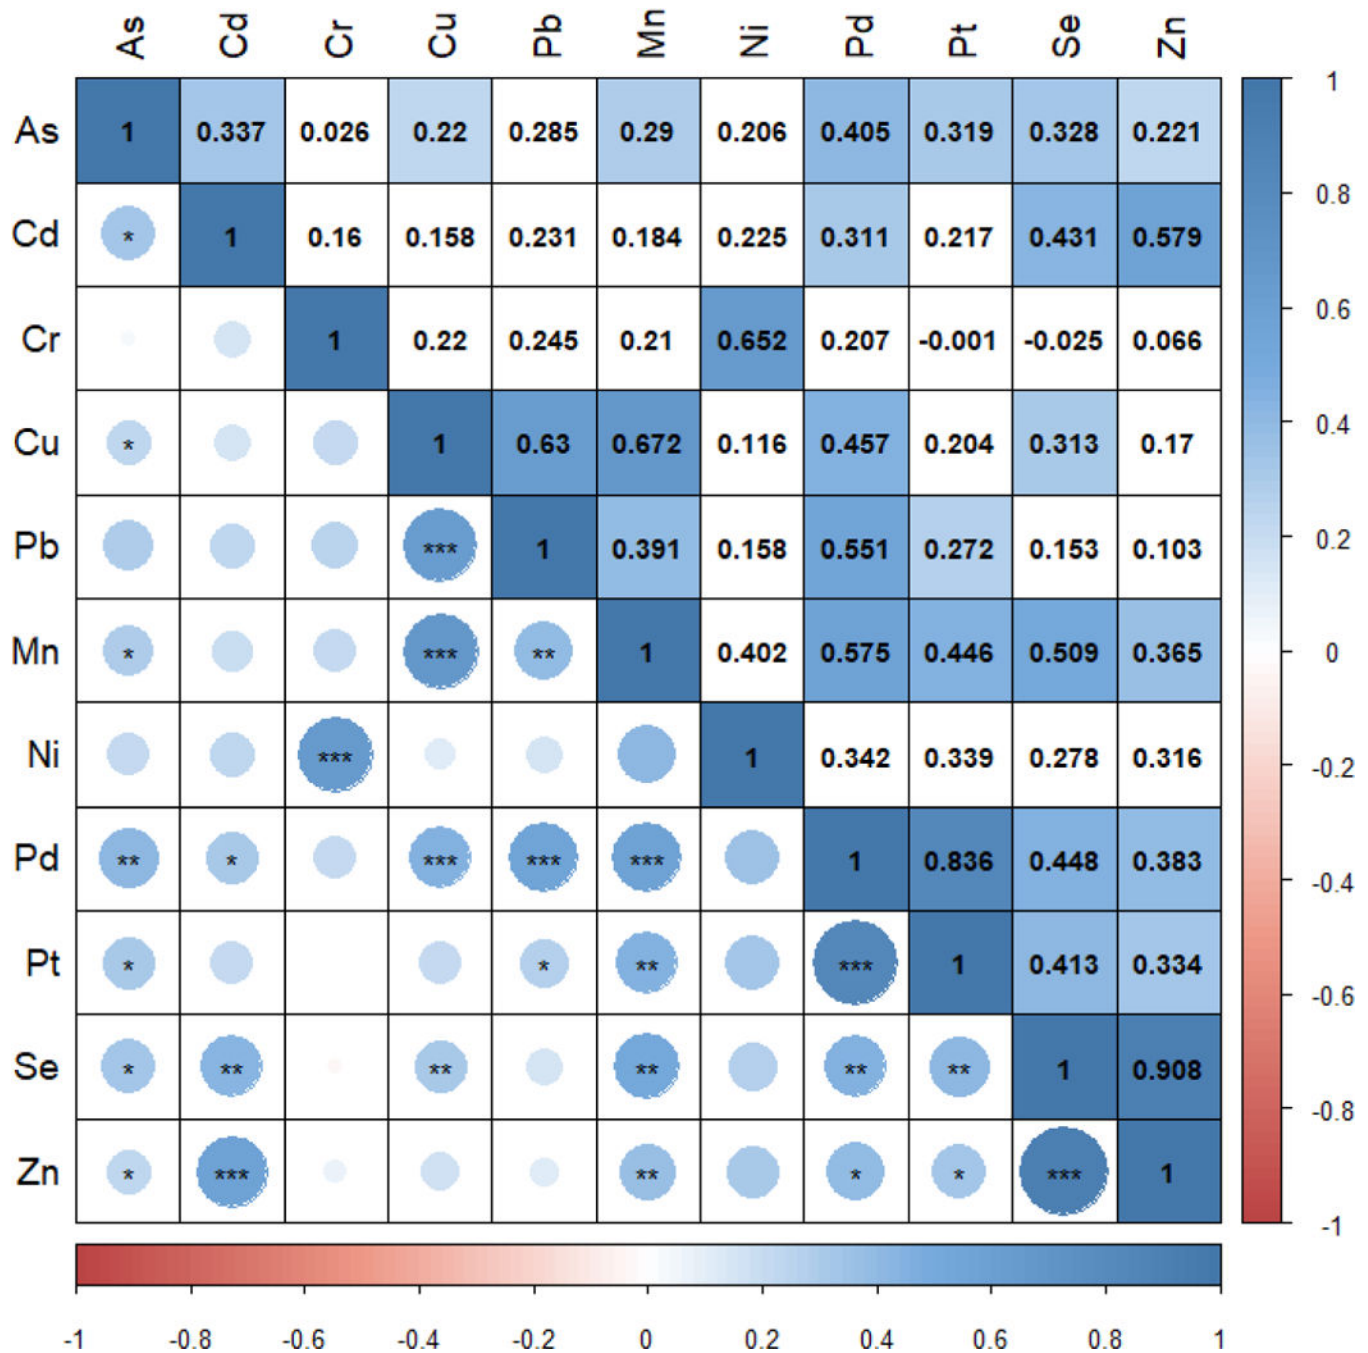 As Cd Cr Cu Pb Mn Ni Pd Pt Se Zn
As 1 0.337 0.026 0.22 0.285 0.29 0.206 0.405 0.319 0.328 0.221
Cd * 1 0.16 0.158 0.231 0.184 0.225 0.311 0.217 0.431 0.579
Cr 1 0.22 0.245 0.21 0.652 0.207 -0.001 -0.025 0.066
Cu * 1 0.63 0.672 0.116 0.457 0.204 0.313 0.17
Pb *** 1 0.391 0.158 0.551 0.272 0.153 0.103
Mn * *** ** 1 0.402 0.575 0.446 0.509 0.365
Ni *** 1 0.342 0.339 0.278 0.316
Pd ** * *** *** *** 1 0.836 0.448 0.383
Pt * * ** *** 1 0.413 0.334
Se * ** ** ** ** ** 1 0.908
Zn * *** ** * * *** 1
1
0.8
0.6
0.4
0.2
0
-0.2
-0.4
-0.6
-0.8
-1
-1 -0.8 -0.6 -0.4 -0.2 0 0.2 0.4 0.6 0.8 1